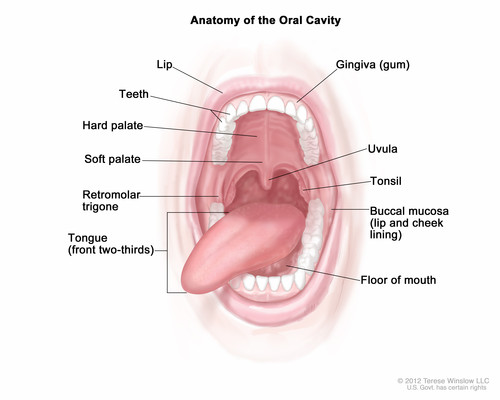 Anatomy of the Oral Cavity
Lip
Gingiva (gum)
Teeth
Hard palate
Uvula
Soft palate
Tonsil
Retromolar
trigone
Buccal mucosa
(lip and cheek
lining)
Tongue
(front two-thirds)
Floor of mouth
© 2012 Terese Winslow LLC
U.S. Govt. has certain rights